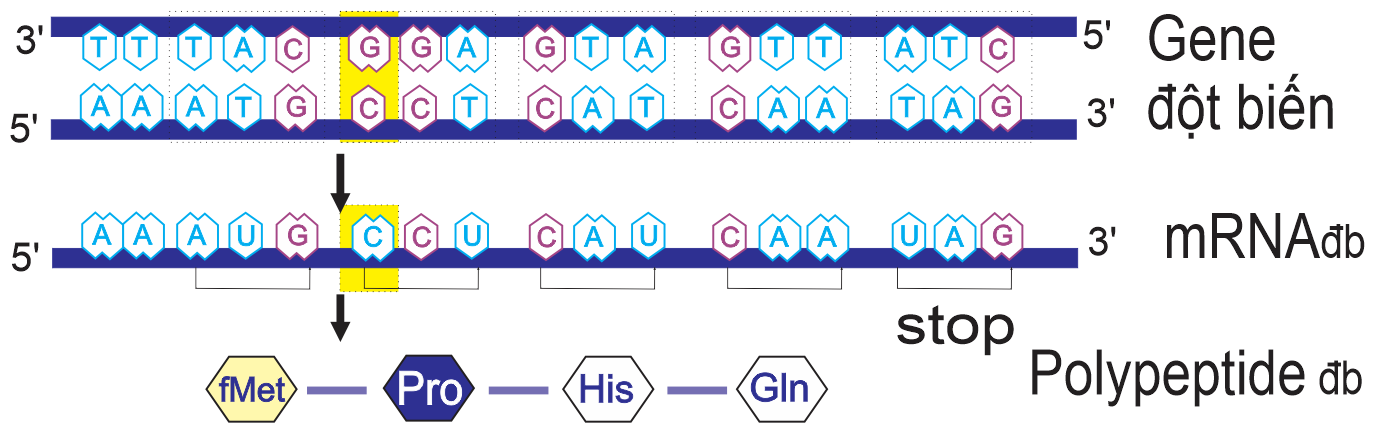 3' T T T A C G G A G T A G T T A T C 5' Gene
5' A A A T G C C T C A T C A A T A G 3' đột biến
5' A A A U G C C U C A U C A A U A G 3' mRNAđb
stop
fMet Pro His Gln Polypeptide đb